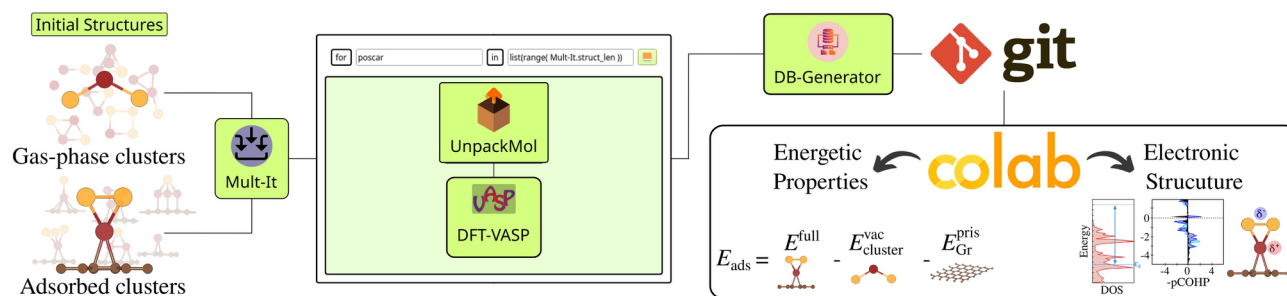 Initial Structures
Gas-phase clusters
Adsorbed clusters
Mult-It
for poscar in list(range( Mult-It.struct_len ))
UnpackMol
VASP
DFT-VASP
DB-Generator
git
colab
Energetic
Properties
Electronic
Strucuture
E_ads = E^full - E^vac_cluster - E^pris_Gr
Energy
DOS
ε_d
0
-2
-4
-4 0 4
-pCOHP
δ⁻
δ⁺